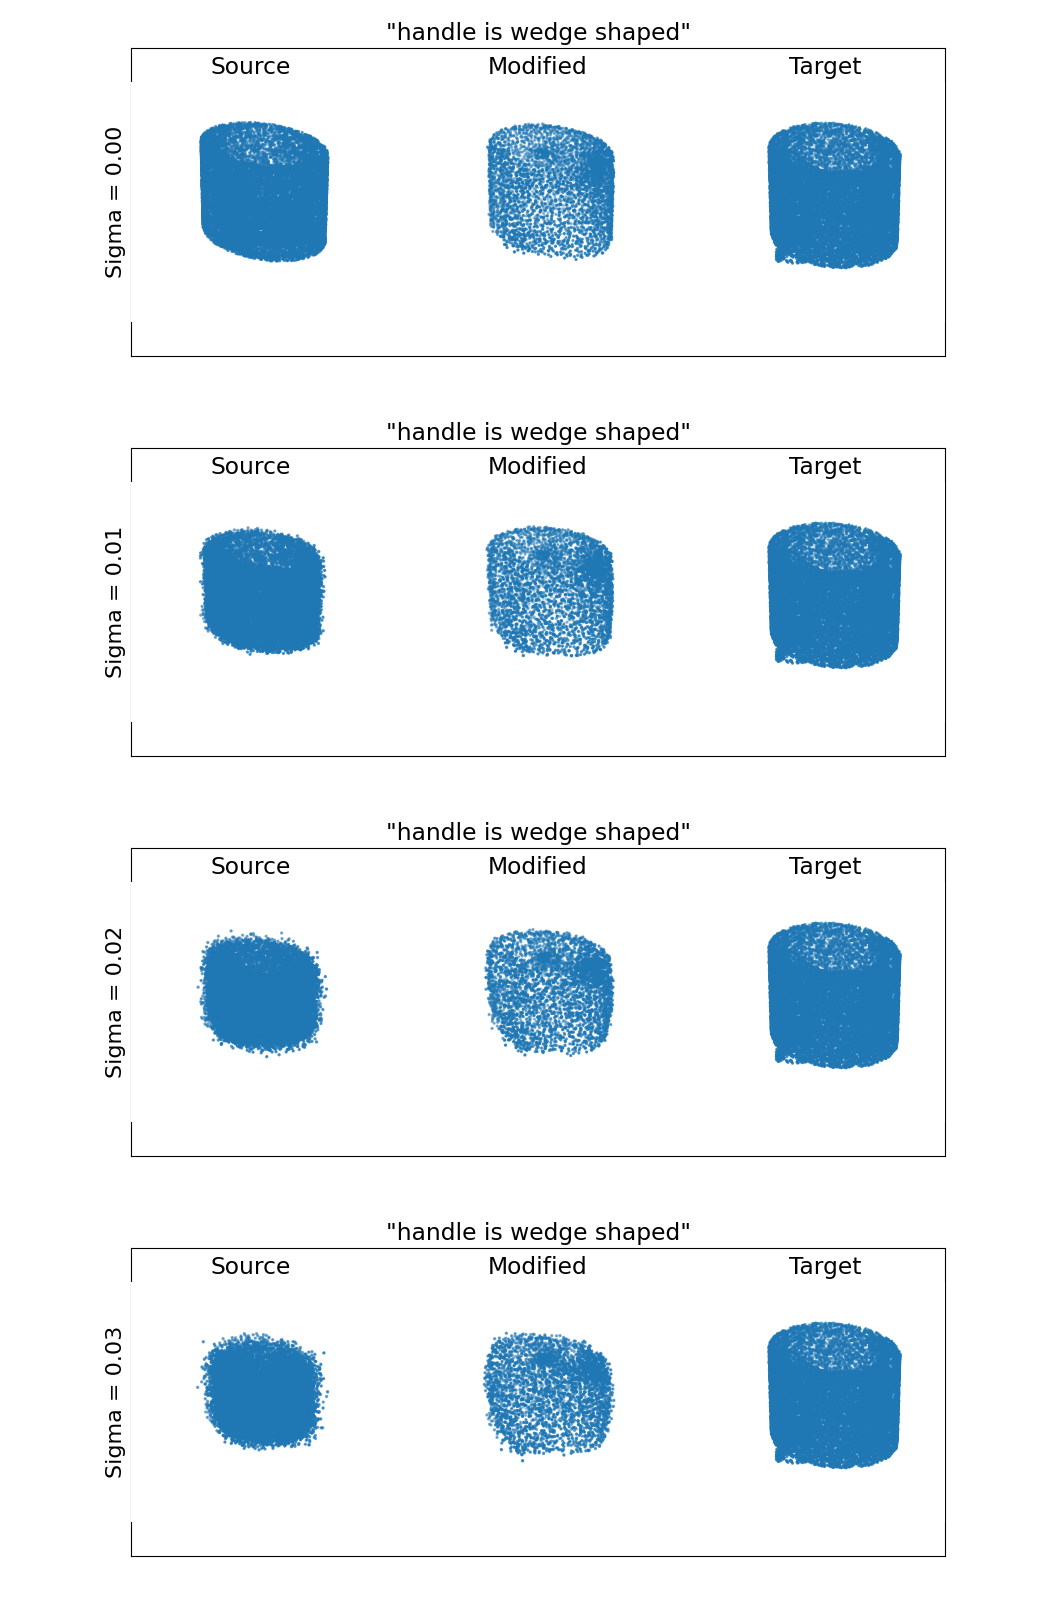 "handle is wedge shaped"
Source Modified Target
Sigma = 0.00
"handle is wedge shaped"
Source Modified Target
Sigma = 0.01
"handle is wedge shaped"
Source Modified Target
Sigma = 0.02
"handle is wedge shaped"
Source Modified Target
Sigma = 0.03